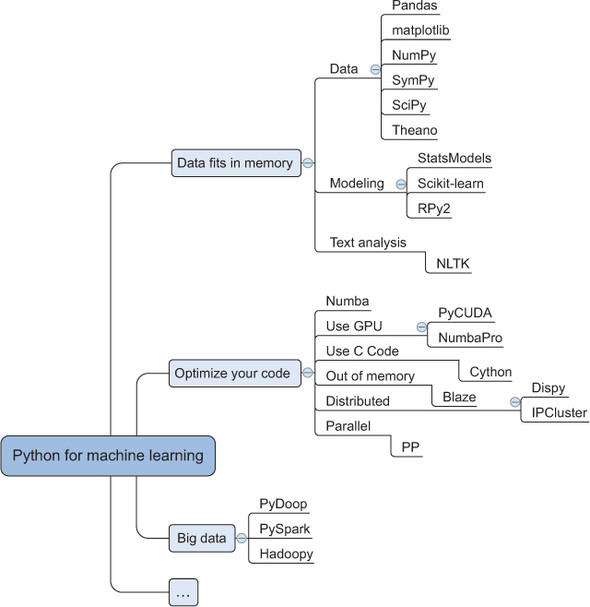 Pandas
matplotlib
NumPy
Data
SymPy
SciPy
Theano
Data fits in memory
StatsModels
Modeling
Scikit-learn
RPy2
Text analysis
NLTK
Numba
Use GPU
PyCUDA
NumbaPro
Use C Code
Cython
Out of memory
Blaze
Distributed
Dispy
IPCluster
Parallel
PP
Optimize your code
Python for machine learning
PyDoop
Big data
PySpark
Hadoopy
...